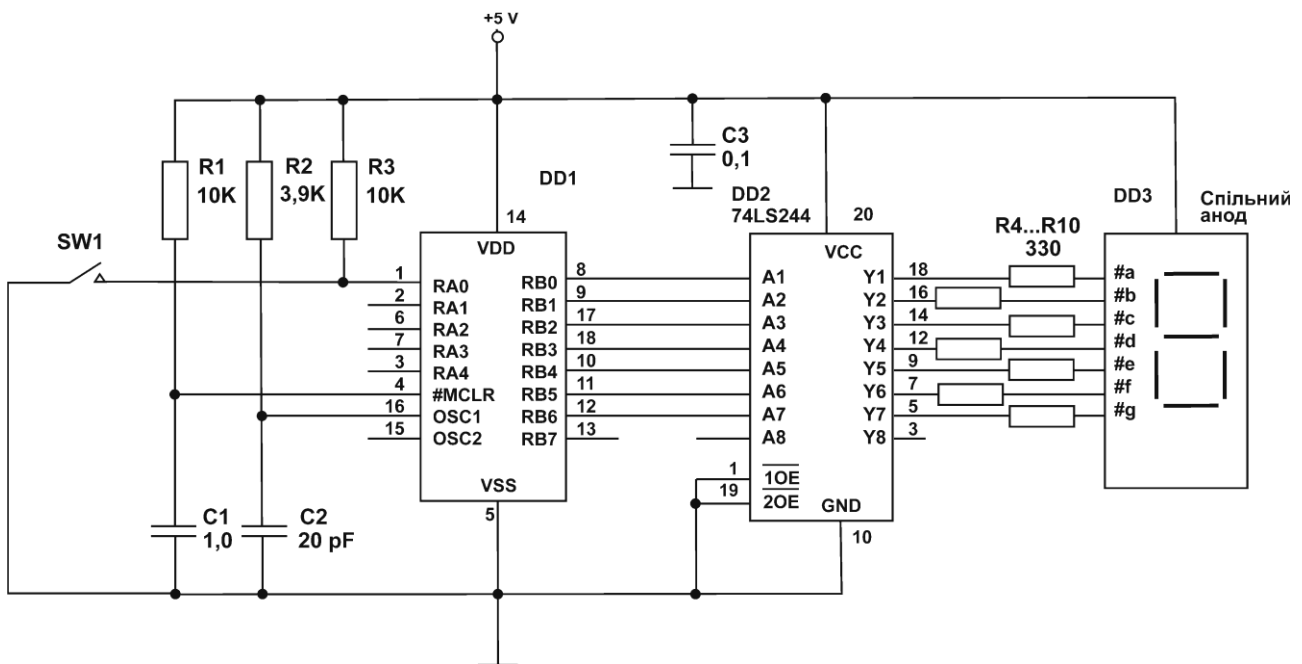 +5 V
R1
10K
R2
3,9K
R3
10K
C3
0,1
DD1
DD2
74LS244
DD3
Спільний
анод
R4...R10
330
SW1
14
VDD
20
VCC
1
RA0
RB0
8
A1
Y1
18
#a
2
RA1
RB1
9
A2
Y2
16
#b
6
RA2
RB2
17
A3
Y3
14
#c
7
RA3
RB3
18
A4
Y4
12
#d
3
RA4
RB4
10
A5
Y5
9
#e
4
#MCLR
RB5
11
A6
Y6
7
#f
16
OSC1
RB6
12
A7
Y7
5
#g
15
OSC2
RB7
13
A8
Y8
3
1
1OE
19
2OE
VSS
5
GND
10
C1
1,0
C2
20 pF